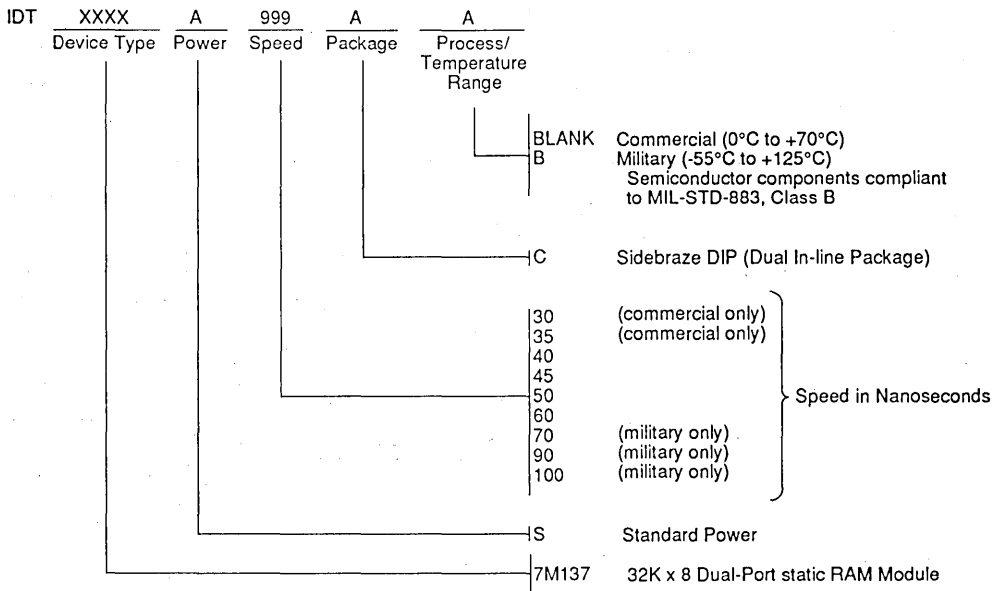 IDT XXXX A 999 A A
Device Type Power Speed Package Process/
Temperature
Range
BLANK Commercial (0°C to +70°C)
B Military (-55°C to +125°C)
Semiconductor components compliant
to MIL-STD-883, Class B
C Sidebraze DIP (Dual In-line Package)
30 (commercial only)
35 (commercial only)
40
45
50 Speed in Nanoseconds
60
70 (military only)
90 (military only)
100 (military only)
S Standard Power
7M137 32K x 8 Dual-Port static RAM Module